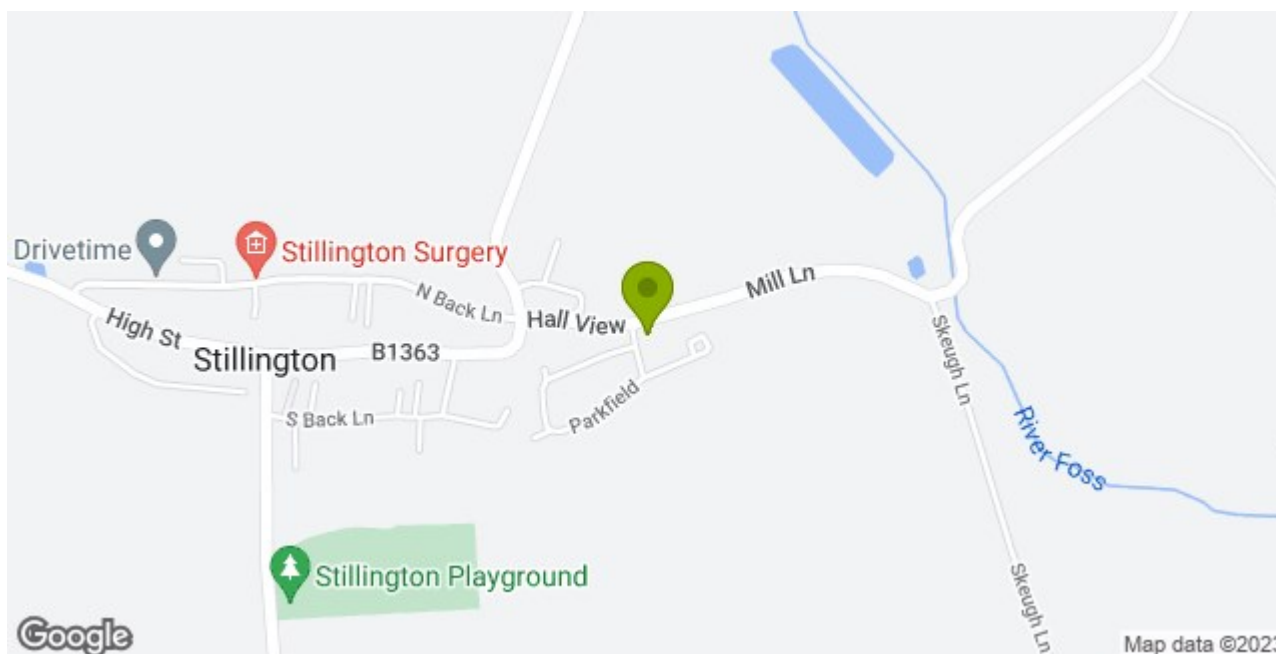 Drivetime
Stillington Surgery
Mill Ln
N Back Ln
Hall View
High St
B1363
Stillington
Skeugh Ln
Parkfield
S Back Ln
River Foss
Stillington Playground
Skeugh Ln
Google
Map data ©2023